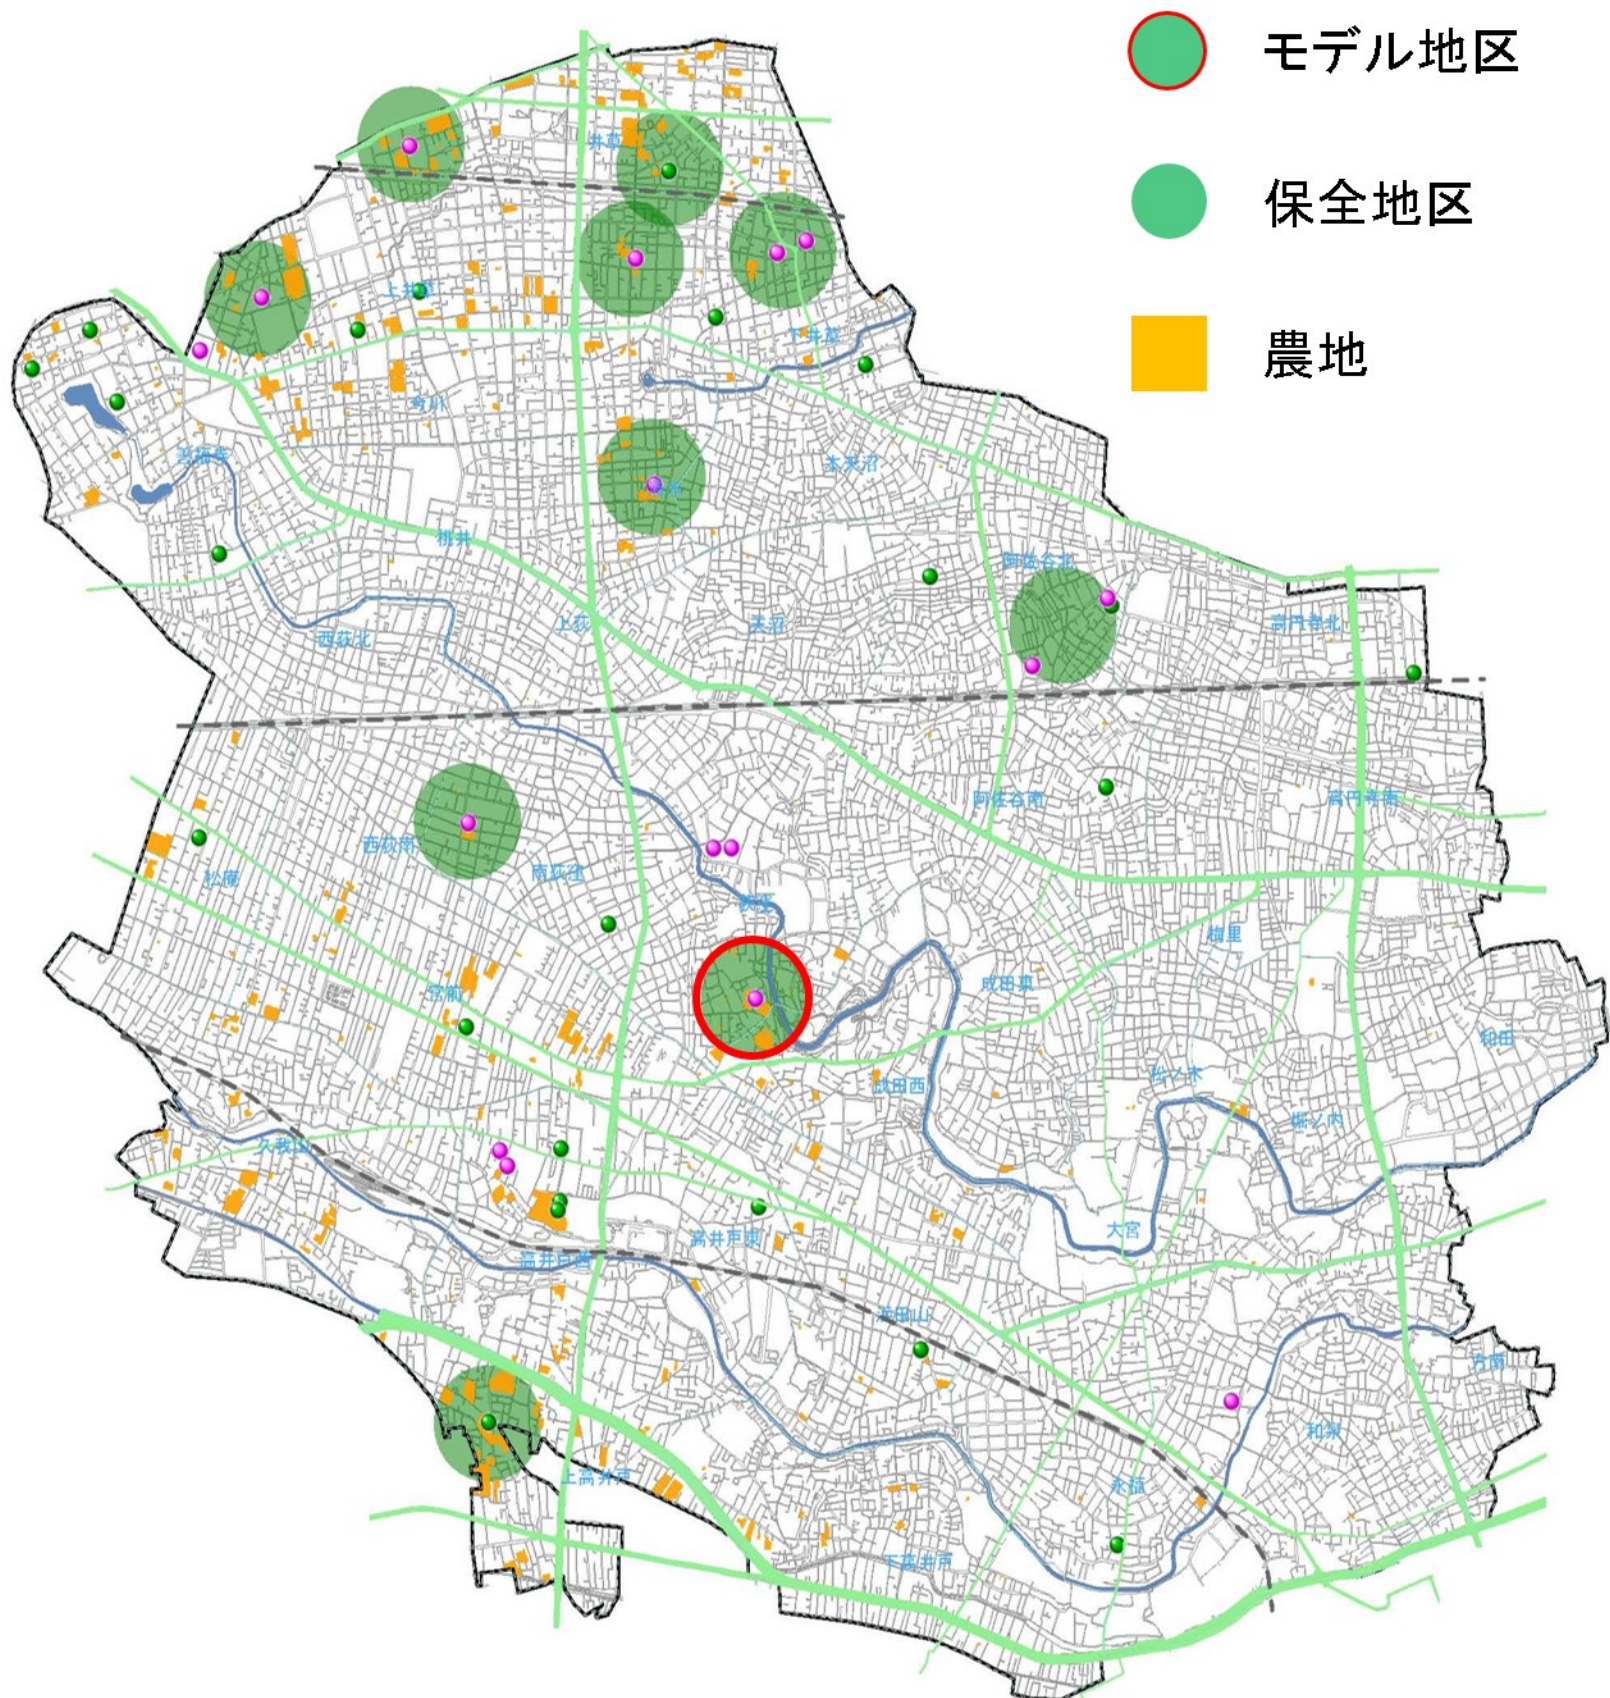 モデル地区
保全地区
農地
井草
上井草
下井草
今川
善福寺
本天沼
清水
桃井
阿佐谷北
上荻
天沼
高円寺北
西荻北
阿佐谷南
高円寺南
西荻南
南荻窪
松庵
荻窪
梅里
宮前
成田東
和田
松ノ木
成田西
堀ノ内
久我山
大宮
高井戸東
高井戸西
浜田山
方南
和泉
上高井戸
永福
下高井戸